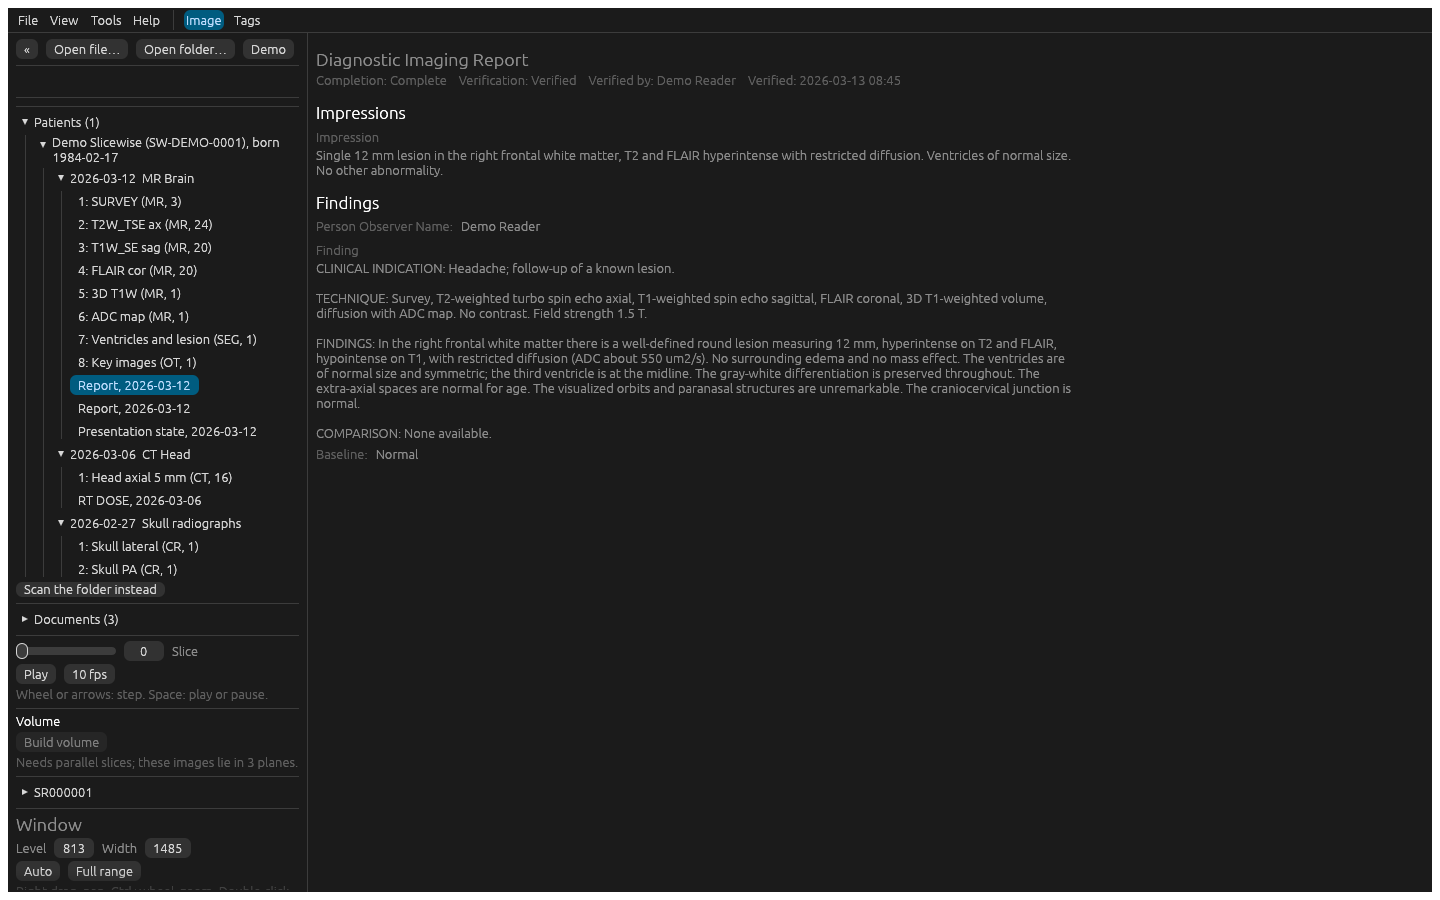 File View Tools Help Image Tags
« Open file... Open folder... Demo
Patients (1)
Demo Slicewise (SW-DEMO-0001), born
1984-02-17
2026-03-12 MR Brain
1: SURVEY (MR, 3)
2: T2W_TSE ax (MR, 24)
3: T1W_SE sag (MR, 20)
4: FLAIR cor (MR, 20)
5: 3D T1W (MR, 1)
6: ADC map (MR, 1)
7: Ventricles and lesion (SEG, 1)
8: Key images (OT, 1)
Report, 2026-03-12
Report, 2026-03-12
Presentation state, 2026-03-12
2026-03-06 CT Head
1: Head axial 5 mm (CT, 16)
RT DOSE, 2026-03-06
2026-02-27 Skull radiographs
1: Skull lateral (CR, 1)
2: Skull PA (CR, 1)
Scan the folder instead
Documents (3)
0 Slice
Play 10 fps
Wheel or arrows: step. Space: play or pause.
Volume
Build volume
Needs parallel slices; these images lie in 3 planes.
SR000001
Window
Level 813 Width 1485
Auto Full range
Diagnostic Imaging Report
Completion: Complete Verification: Verified Verified by: Demo Reader Verified: 2026-03-13 08:45
Impressions
Impression
Single 12 mm lesion in the right frontal white matter, T2 and FLAIR hyperintense with restricted diffusion. Ventricles of normal size.
No other abnormality.
Findings
Person Observer Name: Demo Reader
Finding
CLINICAL INDICATION: Headache; follow-up of a known lesion.
TECHNIQUE: Survey, T2-weighted turbo spin echo axial, T1-weighted spin echo sagittal, FLAIR coronal, 3D T1-weighted volume,
diffusion with ADC map. No contrast. Field strength 1.5 T.
FINDINGS: In the right frontal white matter there is a well-defined round lesion measuring 12 mm, hyperintense on T2 and FLAIR,
hypointense on T1, with restricted diffusion (ADC about 550 um2/s). No surrounding edema and no mass effect. The ventricles are
of normal size and symmetric; the third ventricle is at the midline. The gray-white differentiation is preserved throughout. The
extra-axial spaces are normal for age. The visualized orbits and paranasal structures are unremarkable. The craniocervical junction is
normal.
COMPARISON: None available.
Baseline: Normal